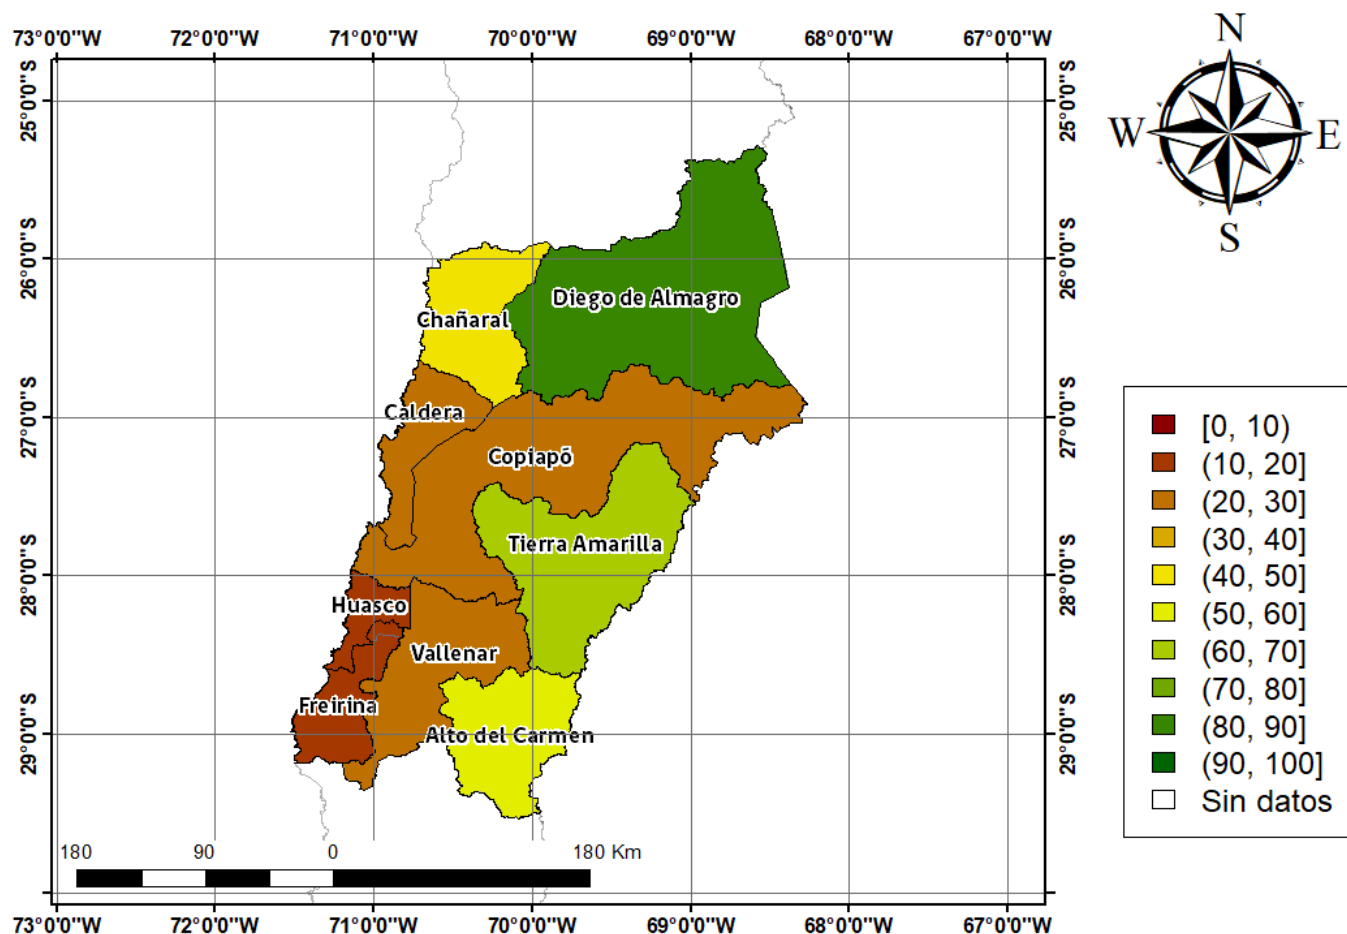 73°0'0"W 72°0'0"W 71°0'0"W 70°0'0"W 69°0'0"W 68°0'0"W 67°0'0"W
N
W E
S
25°0'0"S 25°0'0"S
26°0'0"S 26°0'0"S
27°0'0"S 27°0'0"S
28°0'0"S 28°0'0"S
29°0'0"S 29°0'0"S
Diego de Almagro
Chañaral
Caldera
Copiapó
Tierra Amarilla
Huasco
Vallenar
Freirina
Alto del Carmen
[0, 10)
(10, 20]
(20, 30]
(30, 40]
(40, 50]
(50, 60]
(60, 70]
(70, 80]
(80, 90]
(90, 100]
Sin datos
180 90 0 180 Km
73°0'0"W 72°0'0"W 71°0'0"W 70°0'0"W 69°0'0"W 68°0'0"W 67°0'0"W